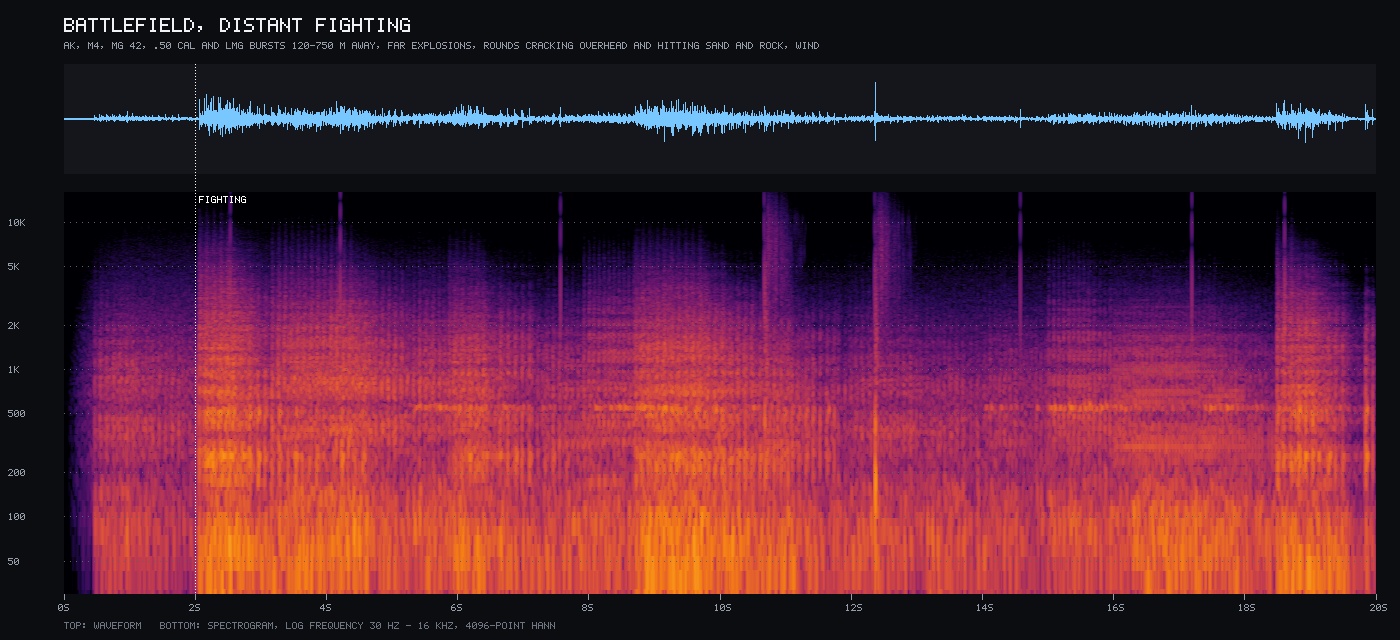 BATTLEFIELD, DISTANT FIGHTING
AK, M4, MG 42, .50 CAL AND LMG BURSTS 120-750 M AWAY, FAR EXPLOSIONS, ROUNDS CRACKING OVERHEAD AND HITTING SAND AND ROCK, WIND
FIGHTING
10K
5K
2K
1K
500
200
100
50
0S 2S 4S 6S 8S 10S 12S 14S 16S 18S 20S
TOP: WAVEFORM BOTTOM: SPECTROGRAM, LOG FREQUENCY 30 HZ - 16 KHZ, 4096-POINT HANN